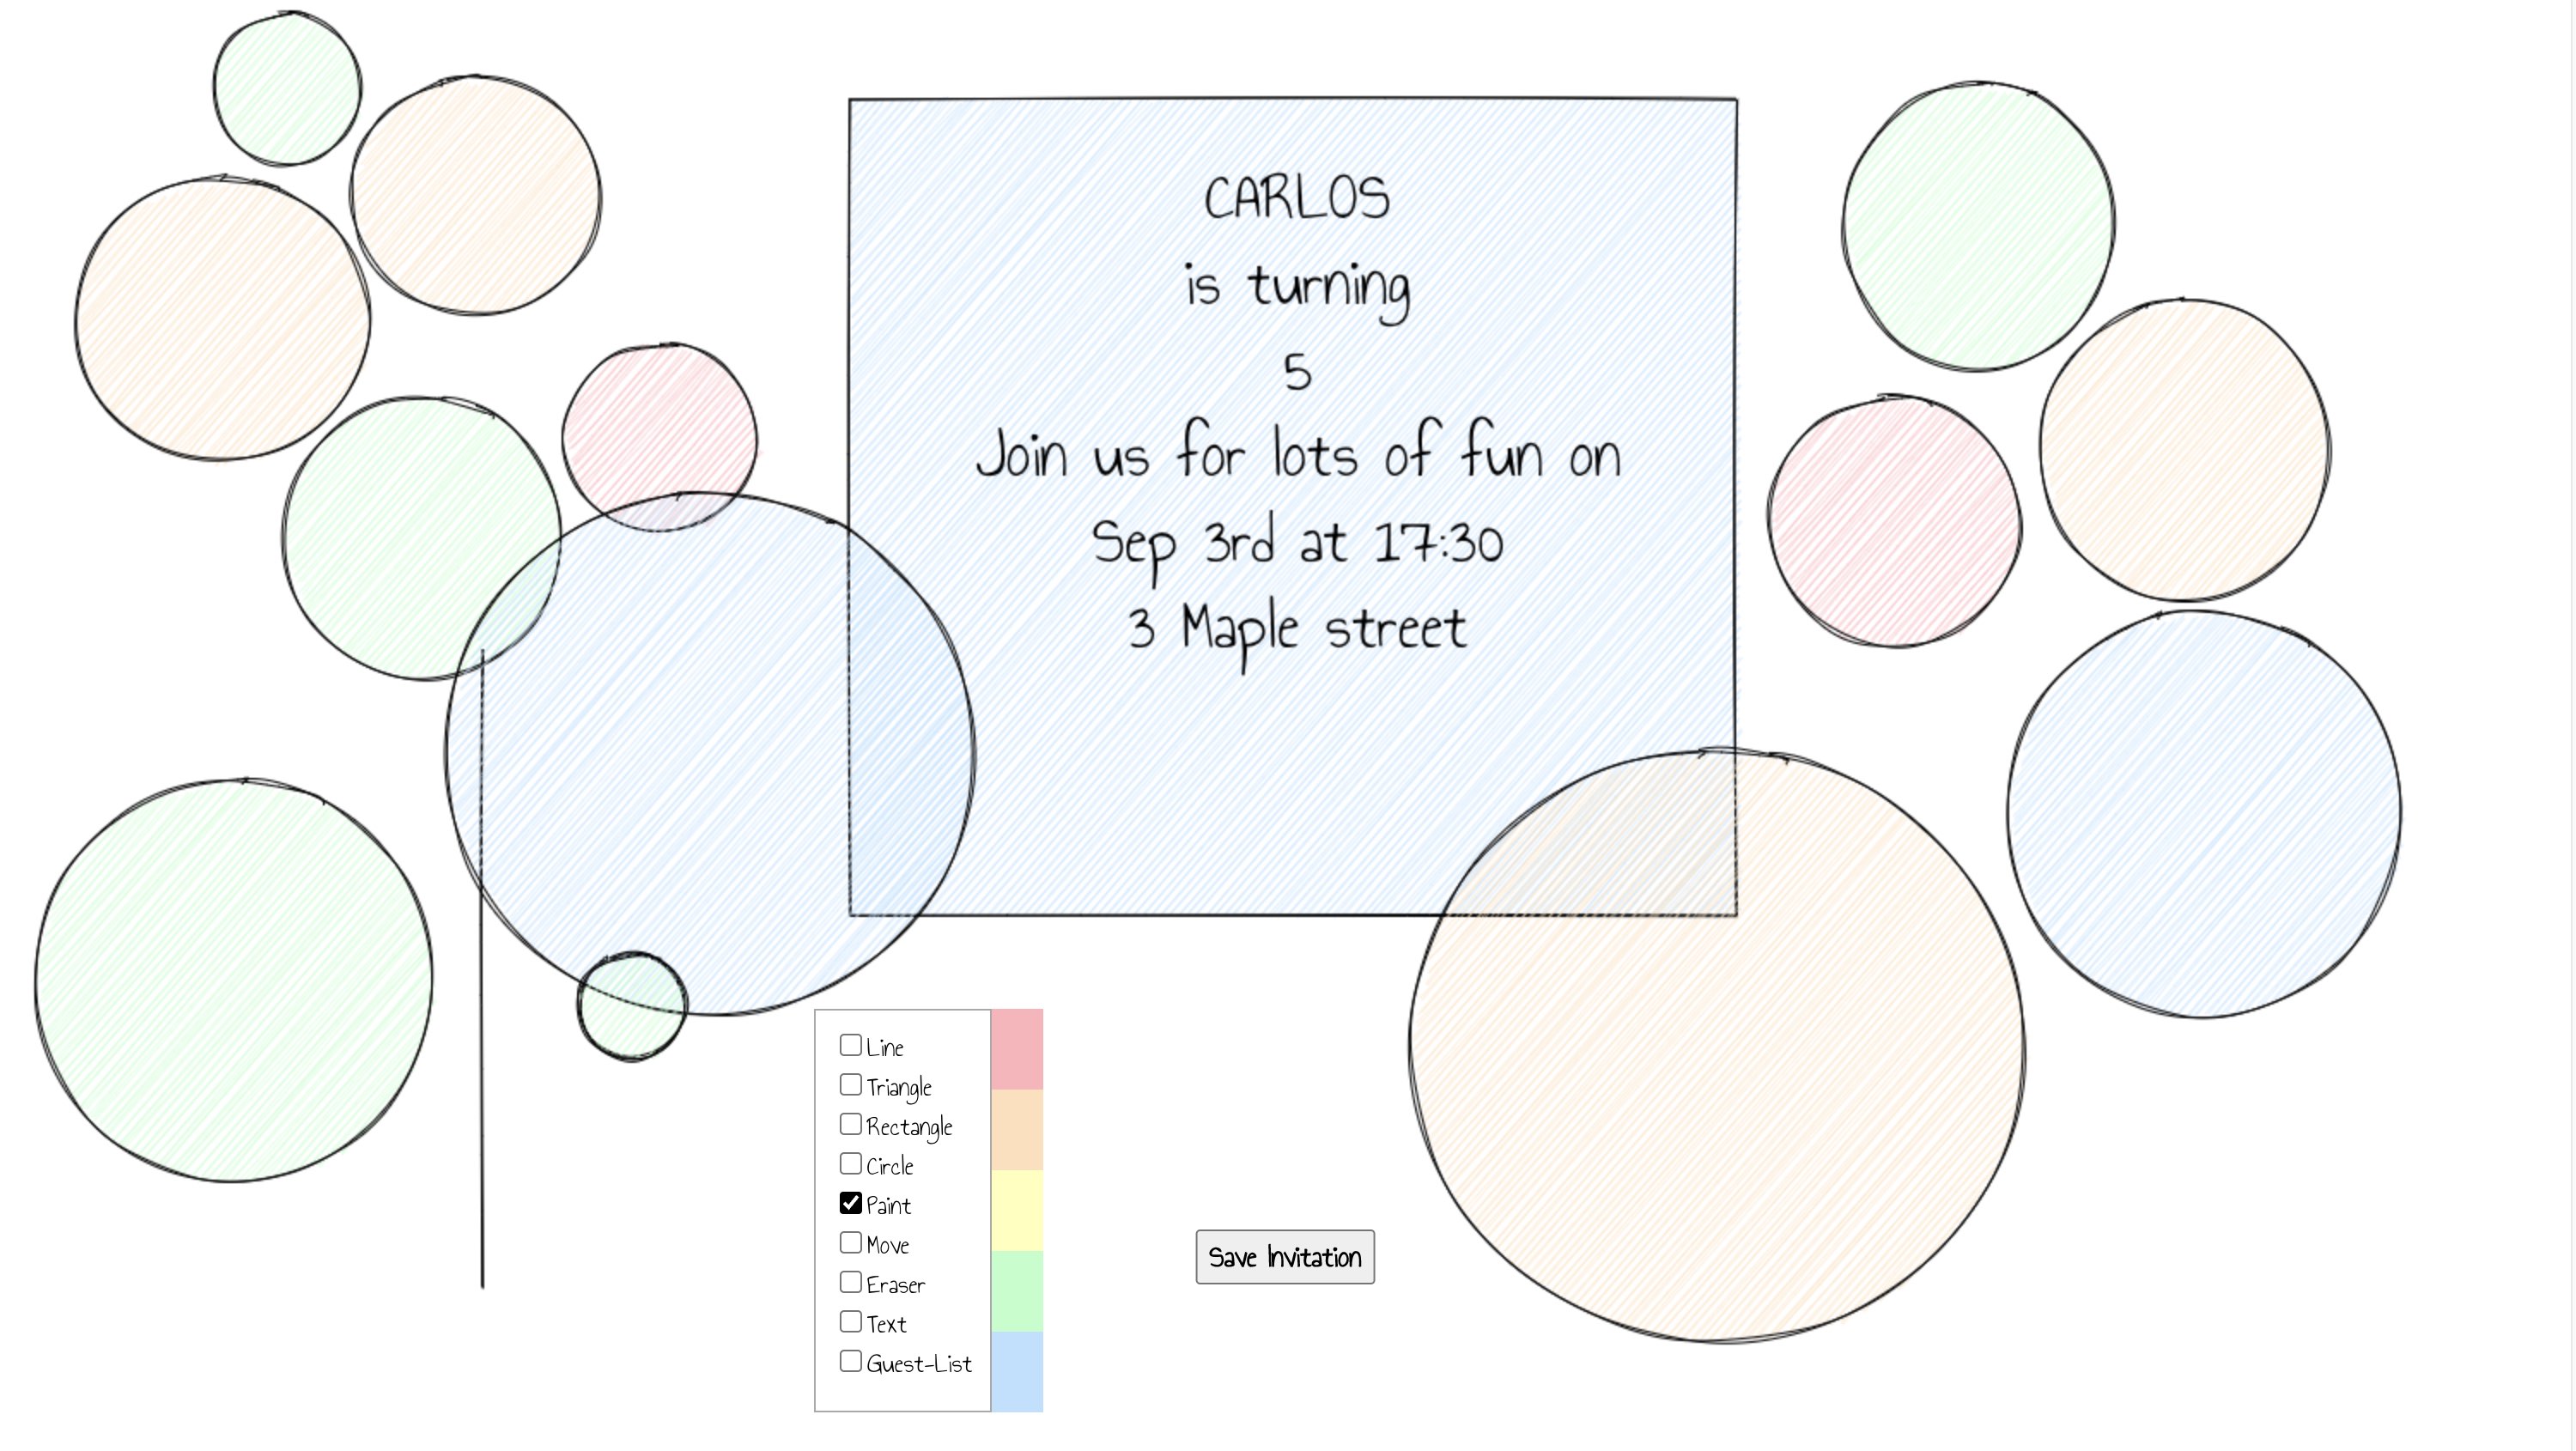 CARLOS
is turning
5
Join us for lots of fun on
Sep 3rd at 17:30
3 Maple street
Line
Triangle
Rectangle
Circle
Paint
Move
Eraser
Text
Guest-List
Save Invitation